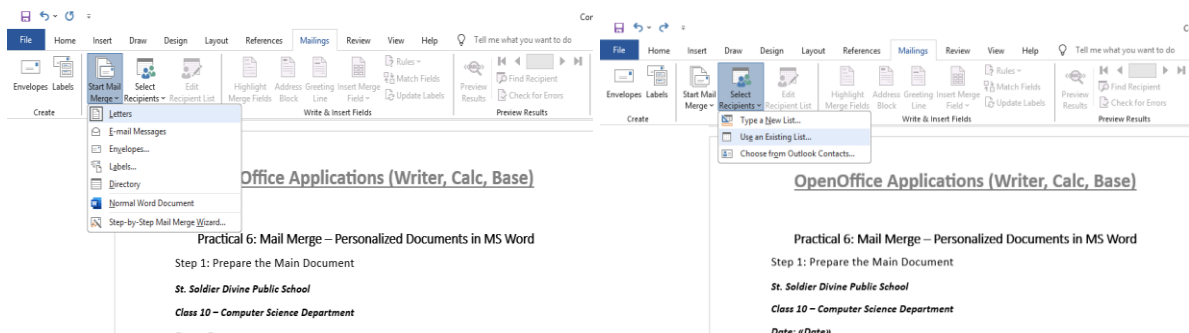 Cor
File Home Insert Draw Design Layout References Mailings Review View Help Tell me what you want to do
Envelopes Labels
Start Mail Merge
Select Recipients
Edit Recipient List
Highlight Merge Fields
Address Block
Greeting Line
Insert Merge Field
Rules
Match Fields
Update Labels
Preview Results
Find Recipient
Check for Errors
Create
Write & Insert Fields
Preview Results
Letters
E-mail Messages
Envelopes...
Labels...
Directory
Normal Word Document
Step-by-Step Mail Merge Wizard...
Office Applications (Writer, Calc, Base)
Practical 6: Mail Merge – Personalized Documents in MS Word
Step 1: Prepare the Main Document
St. Soldier Divine Public School
Class 10 – Computer Science Department
C
File Home Insert Draw Design Layout References Mailings Review View Help Tell me what you want to do
Envelopes Labels
Start Mail Merge
Select Recipients
Edit Recipient List
Highlight Merge Fields
Address Block
Greeting Line
Insert Merge Field
Rules
Match Fields
Update Labels
Preview Results
Find Recipient
Check for Errors
Create
Write & Insert Fields
Preview Results
Type a New List...
Use an Existing List...
Choose from Outlook Contacts...
OpenOffice Applications (Writer, Calc, Base)
Practical 6: Mail Merge – Personalized Documents in MS Word
Step 1: Prepare the Main Document
St. Soldier Divine Public School
Class 10 – Computer Science Department
Date: «Date»